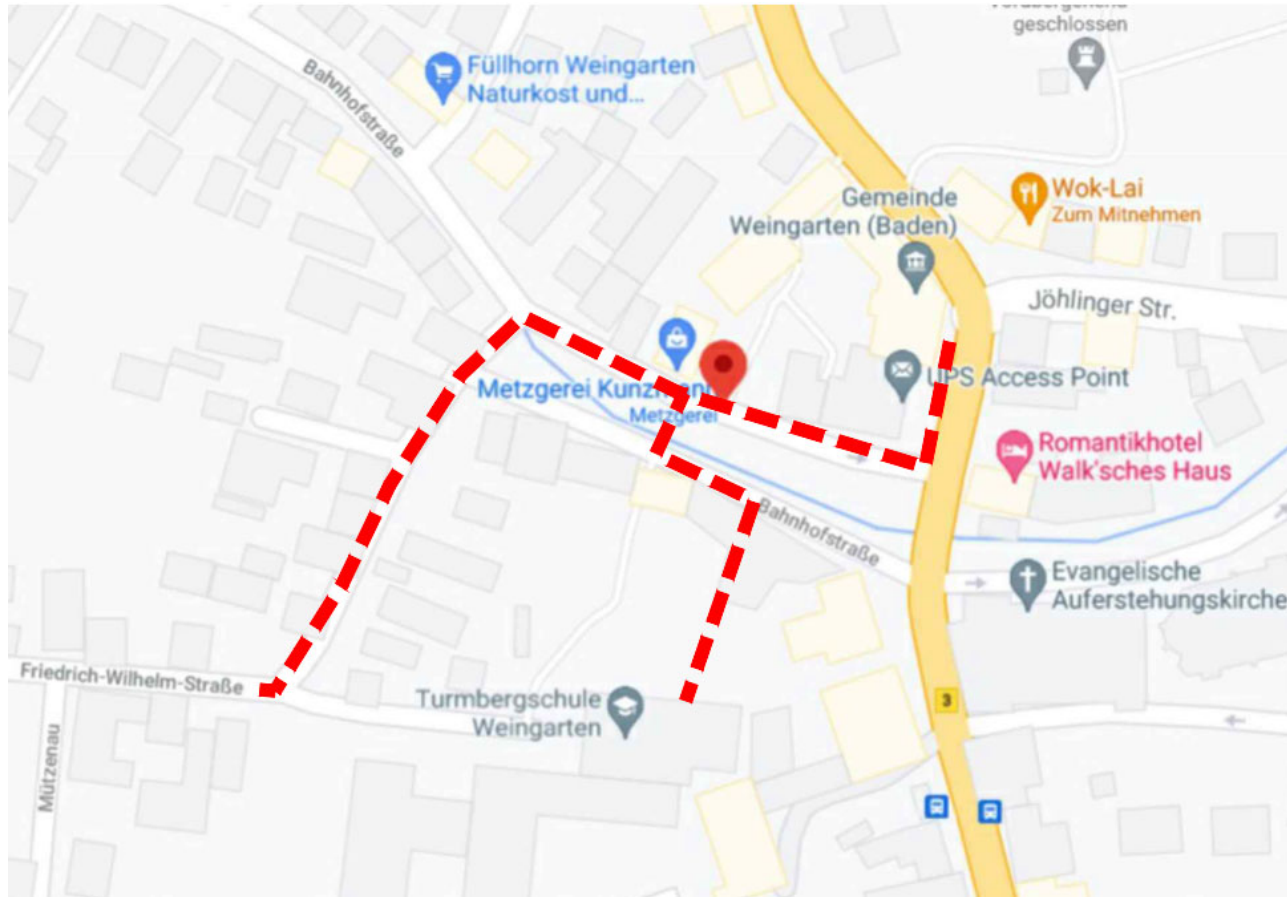 geschlossen
Füllhorn Weingarten
Naturkost und...
Bahnhofstraße
Wok-Lai
Zum Mitnehmen
Gemeinde
Weingarten (Baden)
Jöhlinger Str.
UPS Access Point
Metzgerei
Metzgerei
Romantikhotel
Walk'sches Haus
Bahnhofstraße
Evangelische
Auferstehungskirche
Friedrich-Wilhelm-Straße
Turmbergschule
Weingarten
3
Mützenau